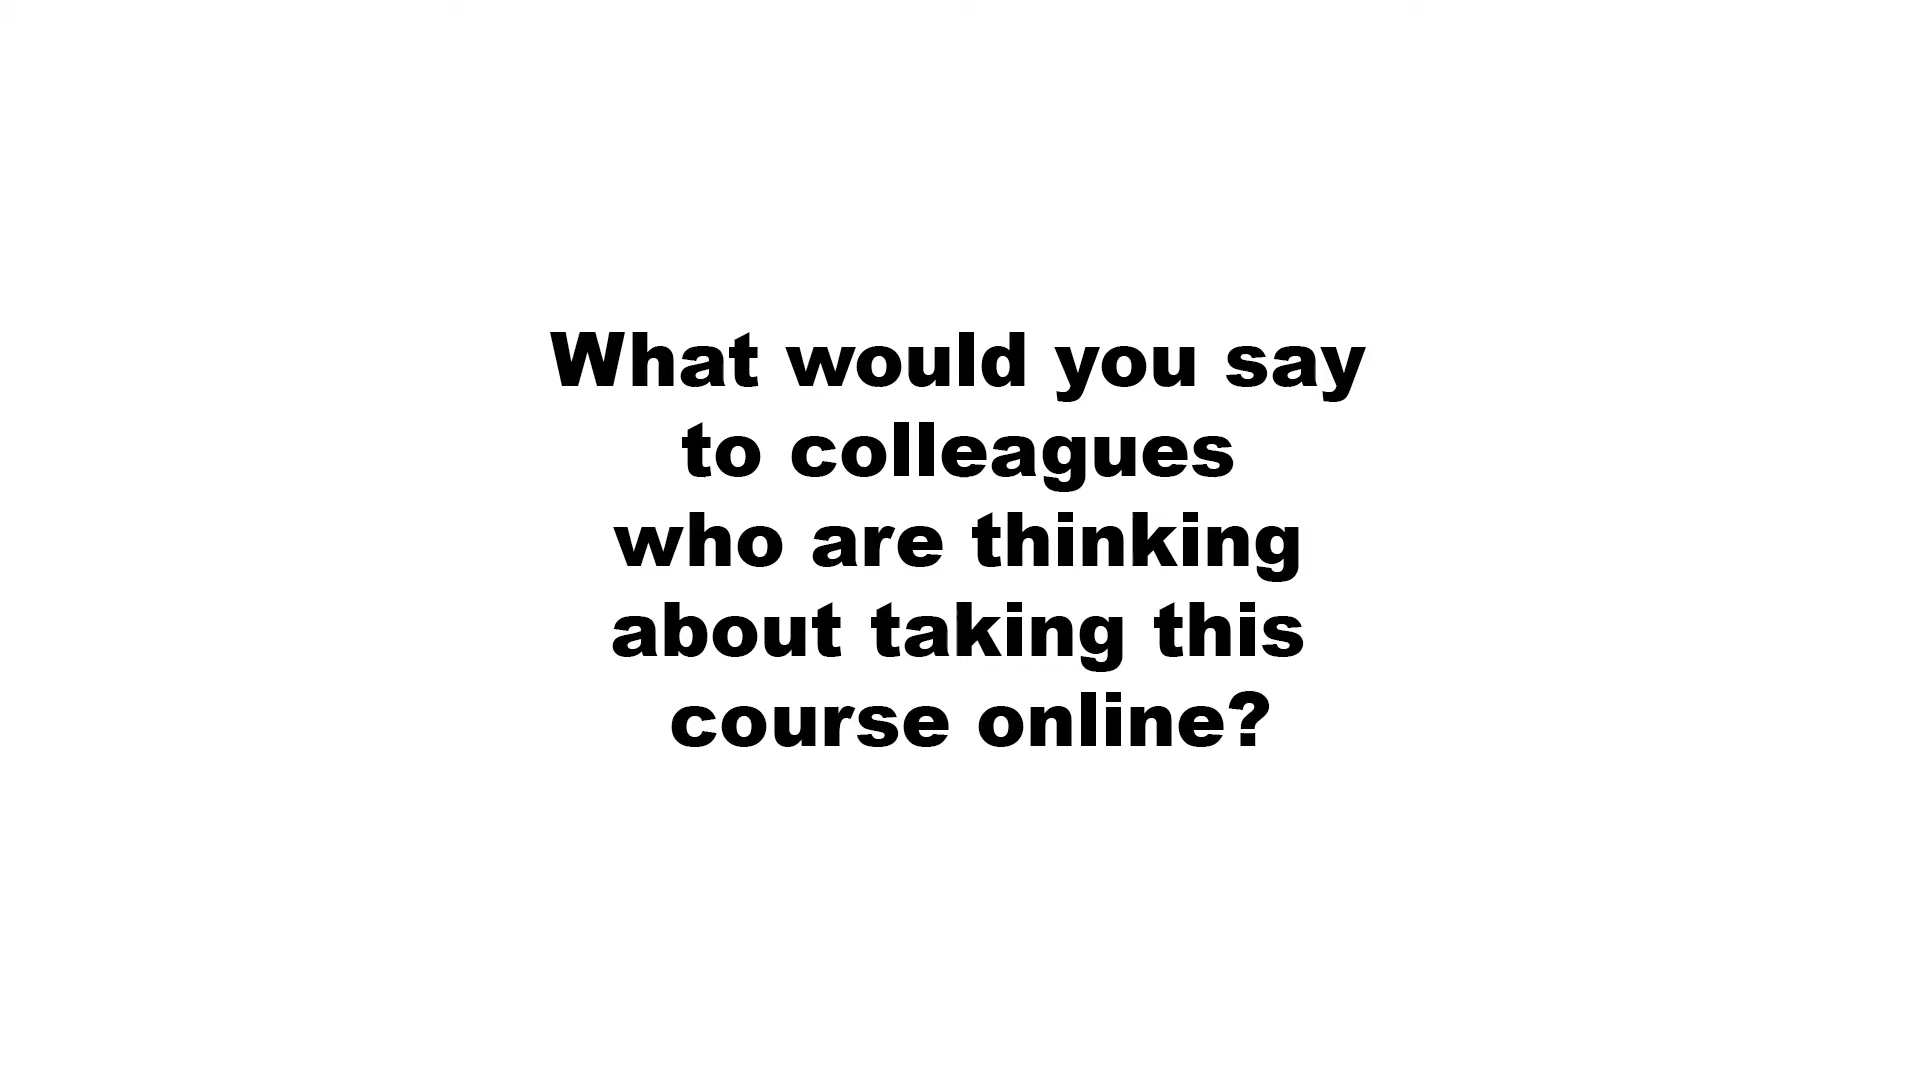 What would you say
to colleagues
who are thinking
about taking this
course online?